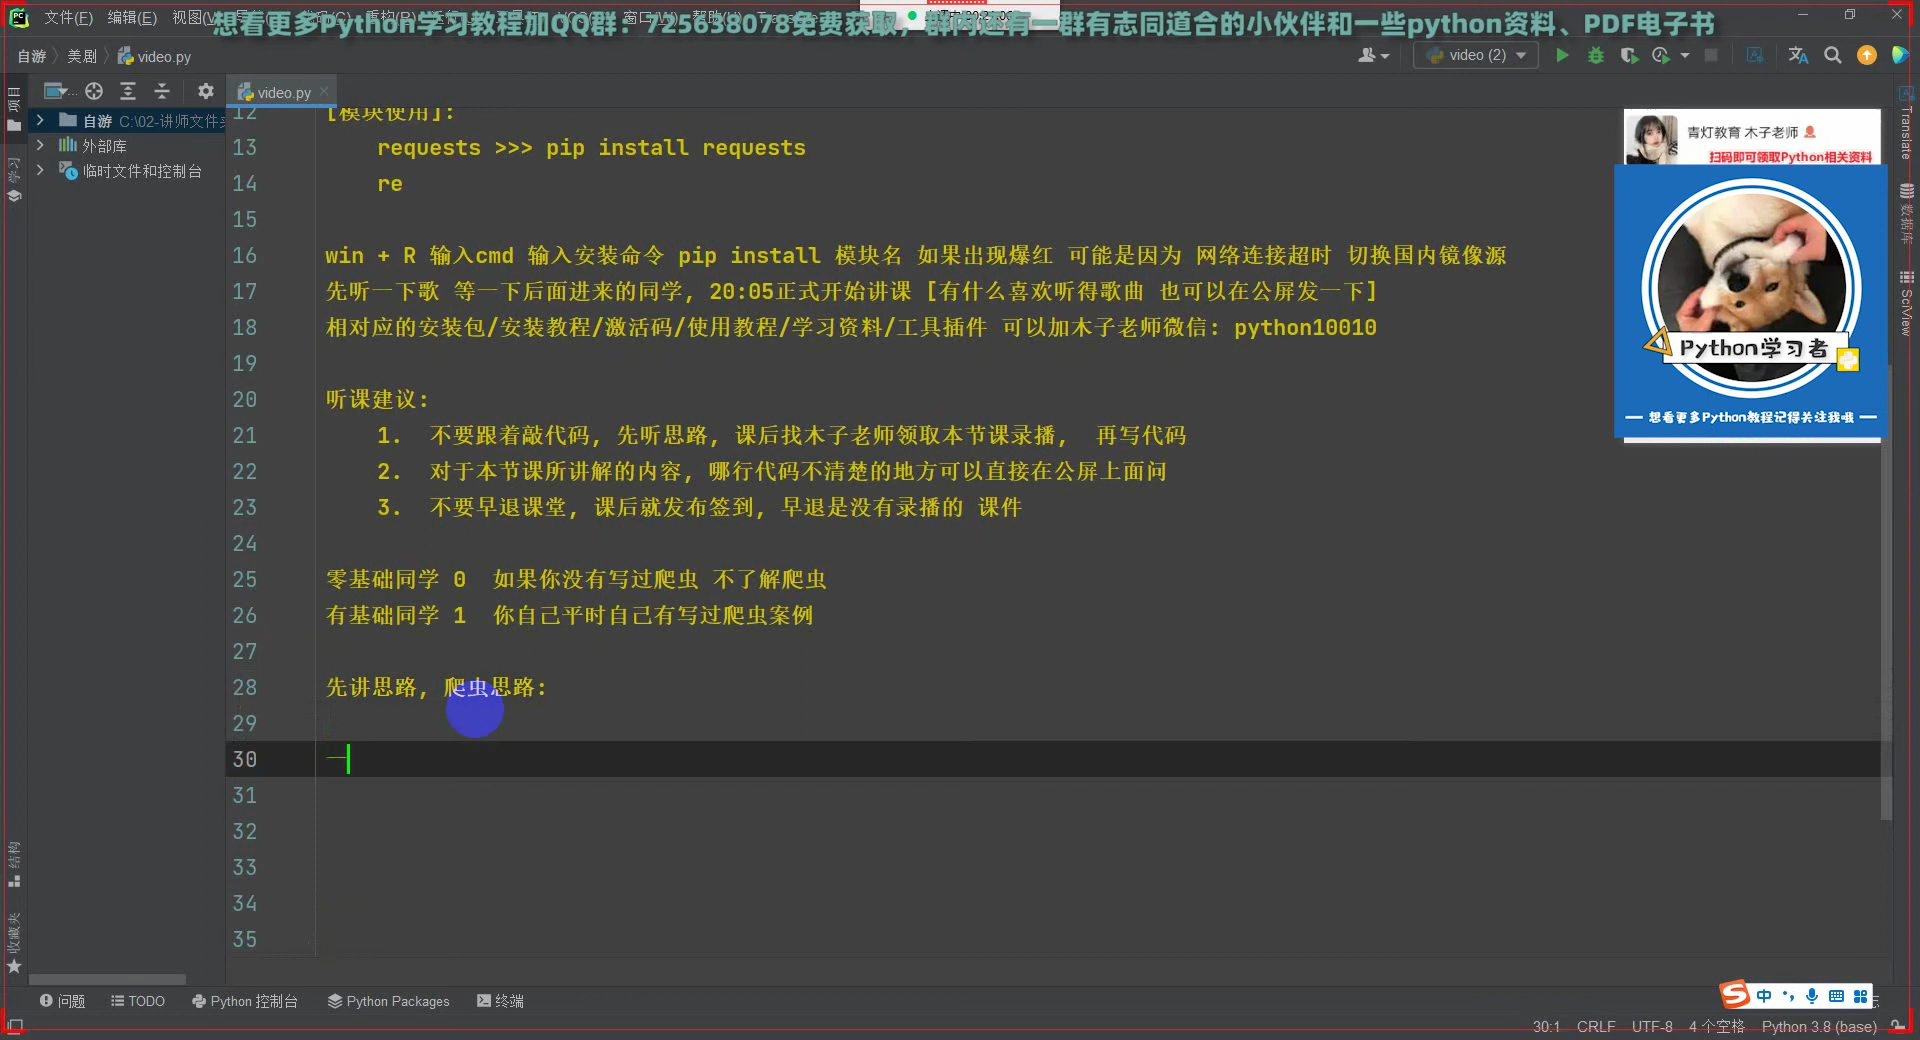 文件(F) 编辑(E) 视图(V)
想看更多Python学习教程加QQ群：725638078免费获取，群内还有一群有志同道合的小伙伴和一些python资料、PDF电子书
自游 美剧 video.py
video (2)
video.py
项目
自游 C:\02-讲师文件夹
外部库
临时文件和控制台
学习
12 [模块使用]:
13 requests >>> pip install requests
14 re
15
16 win + R 输入cmd 输入安装命令 pip install 模块名 如果出现爆红 可能是因为 网络连接超时 切换国内镜像源
17 先听一下歌 等一下后面进来的同学, 20:05正式开始讲课 [有什么喜欢听得歌曲 也可以在公屏发一下]
18 相对应的安装包/安装教程/激活码/使用教程/学习资料/工具插件 可以加木子老师微信: python10010
19
20 听课建议:
21 1. 不要跟着敲代码, 先听思路, 课后找木子老师领取本节课录播, 再写代码
22 2. 对于本节课所讲解的内容, 哪行代码不清楚的地方可以直接在公屏上面问
23 3. 不要早退课堂, 课后就发布签到, 早退是没有录播的 课件
24
25 零基础同学 0 如果你没有写过爬虫 不了解爬虫
26 有基础同学 1 你自己平时自己有写过爬虫案例
27
28 先讲思路, 爬虫思路:
29
30 一
31
32
33
34
35
青灯教育 木子老师
扫码即可领取Python相关资料
Python学习者
想看更多Python教程记得关注我哦
Translate
数据库
SciView
结构
收藏夹
问题 TODO Python 控制台 Python Packages 终端
中
30:1 CRLF UTF-8 4 个空格 Python 3.8 (base)